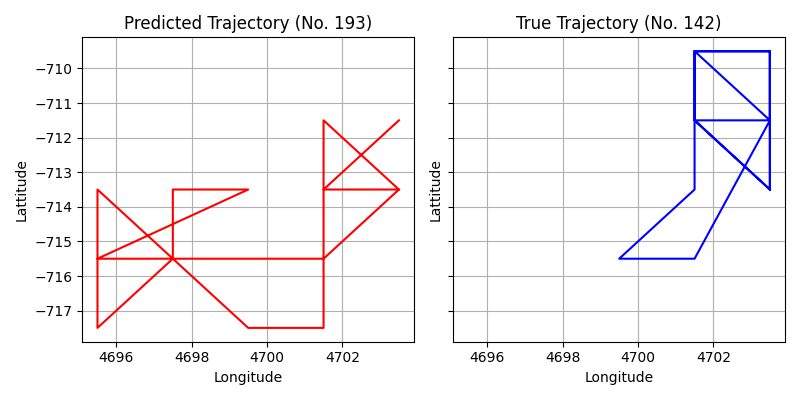 Predicted Trajectory (No. 193)
True Trajectory (No. 142)
Lattitude
−710
−711
−712
−713
−714
−715
−716
−717
4696
4698
4700
4702
Longitude
Lattitude
4696
4698
4700
4702
Longitude